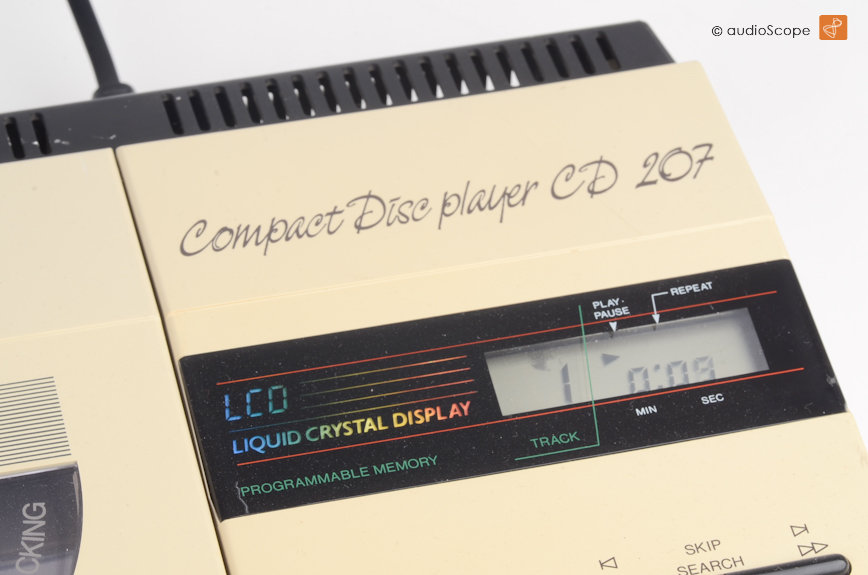 © audioScope
Compact Disc player CD 207
PLAY·
PAUSE
REPEAT
LCD
LIQUID CRYSTAL DISPLAY
1
0:09
MIN
SEC
TRACK
PROGRAMMABLE MEMORY
CKING
SKIP
SEARCH